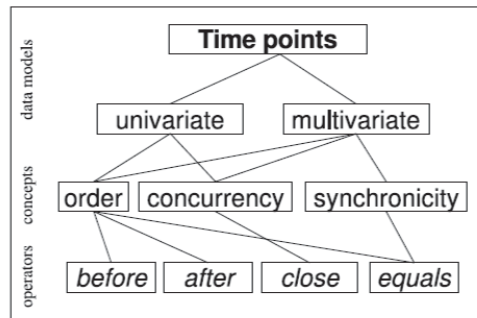 Time points
data models
univariate
multivariate
concepts
order
concurrency
synchronicity
operators
before
after
close
equals